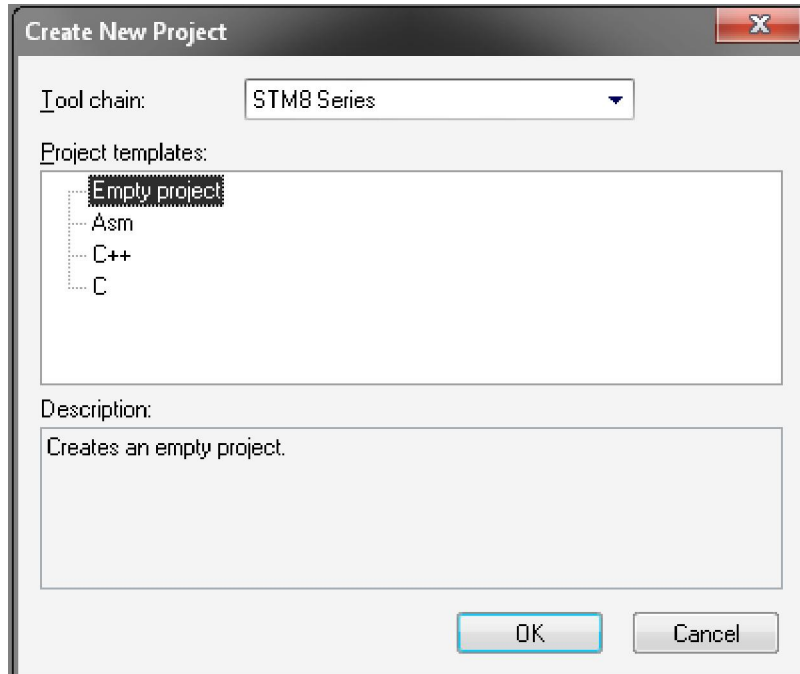 Create New Project
Tool chain: STM8 Series
Project templates:
Empty project
Asm
C++
C
Description:
Creates an empty project.
OK Cancel